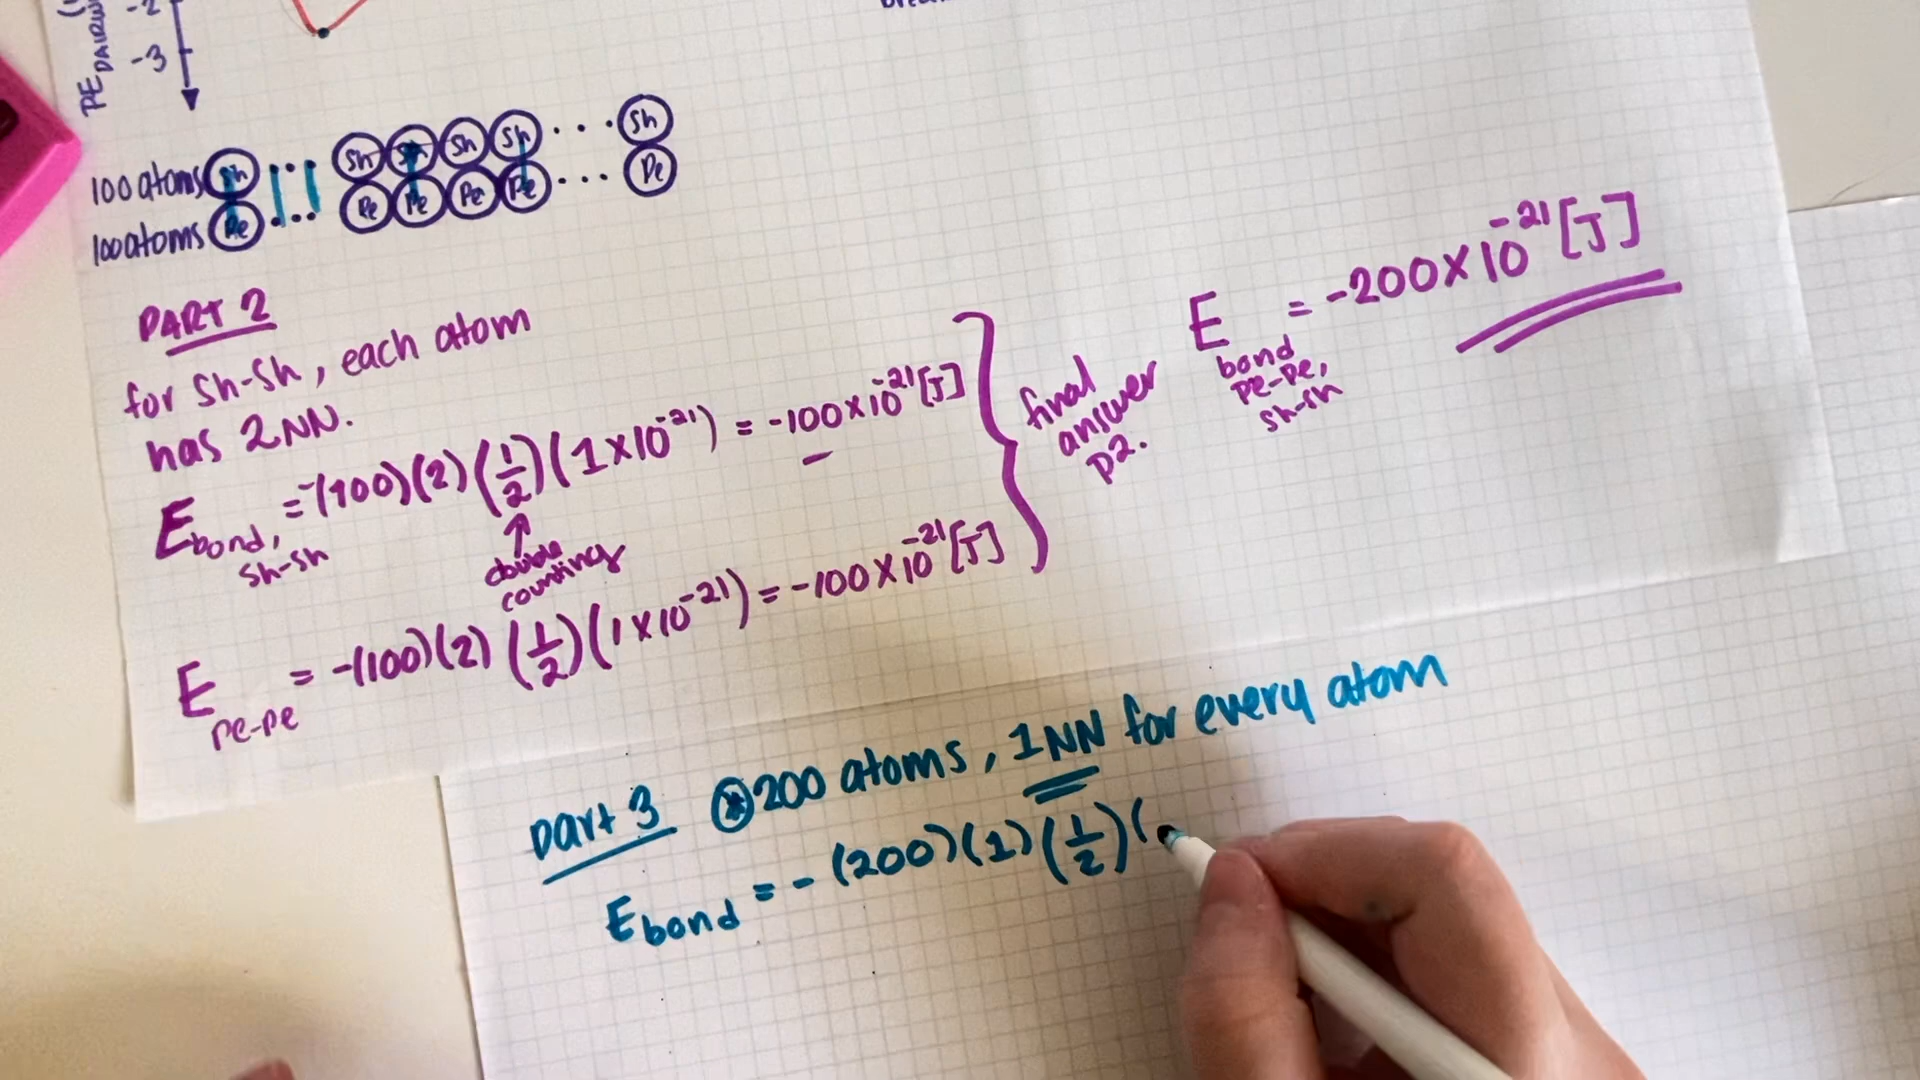 -2
-3
PE
100 atoms Sh ... Sh Sh Sh Sh ... Sh
100 atoms Pe ... Pe Pe Pe Pe ... Pe
PART 2
for Sh-Sh, each atom
has 2NN.
E bond, Sh-Sh = -(100)(2)(1/2)(1×10^-21) = -100×10^-21 [J]
↑
double
counting
E pe-pe = -(100)(2)(1/2)(1×10^-21) = -100×10^-21 [J]
final
answer
p2.
E bond pe-pe, sh-sh = -200×10^-21 [J]
part 3 200 atoms, 1NN for every atom
E bond = -(200)(1)(1/2)(